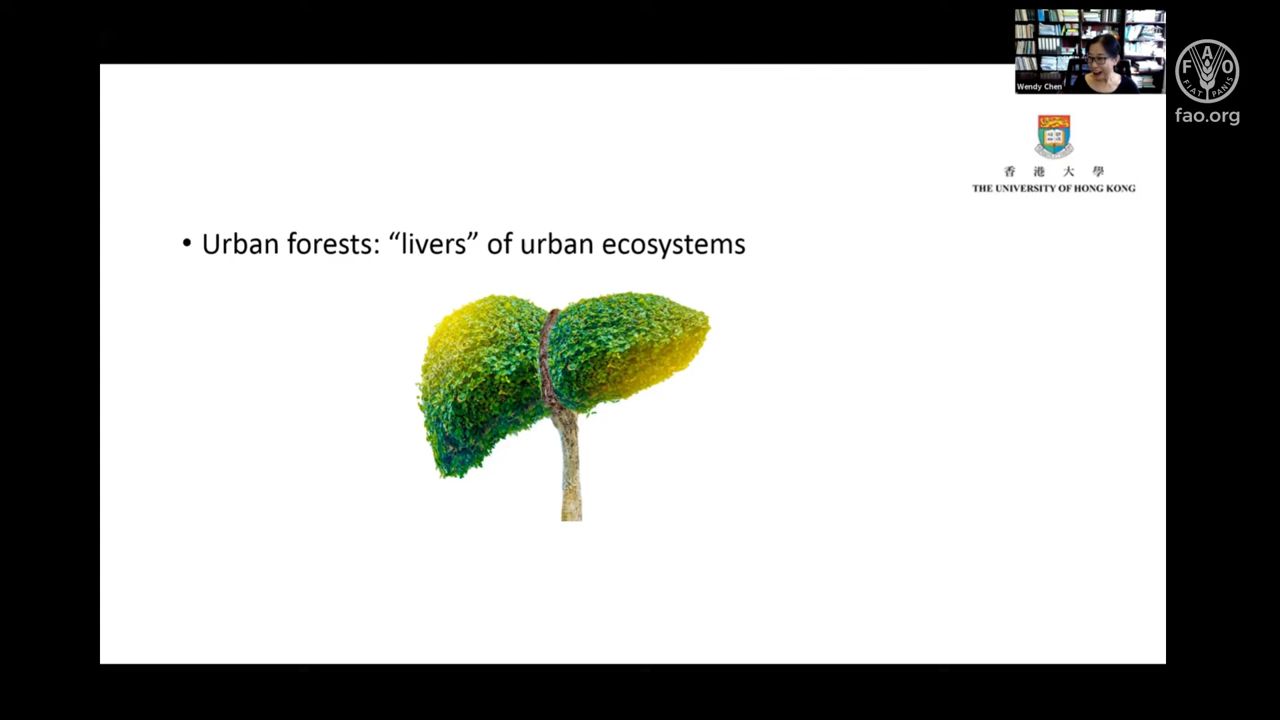 Wendy Chen
F A O
FIAT PANIS
fao.org
香港大學
THE UNIVERSITY OF HONG KONG
• Urban forests: “livers” of urban ecosystems